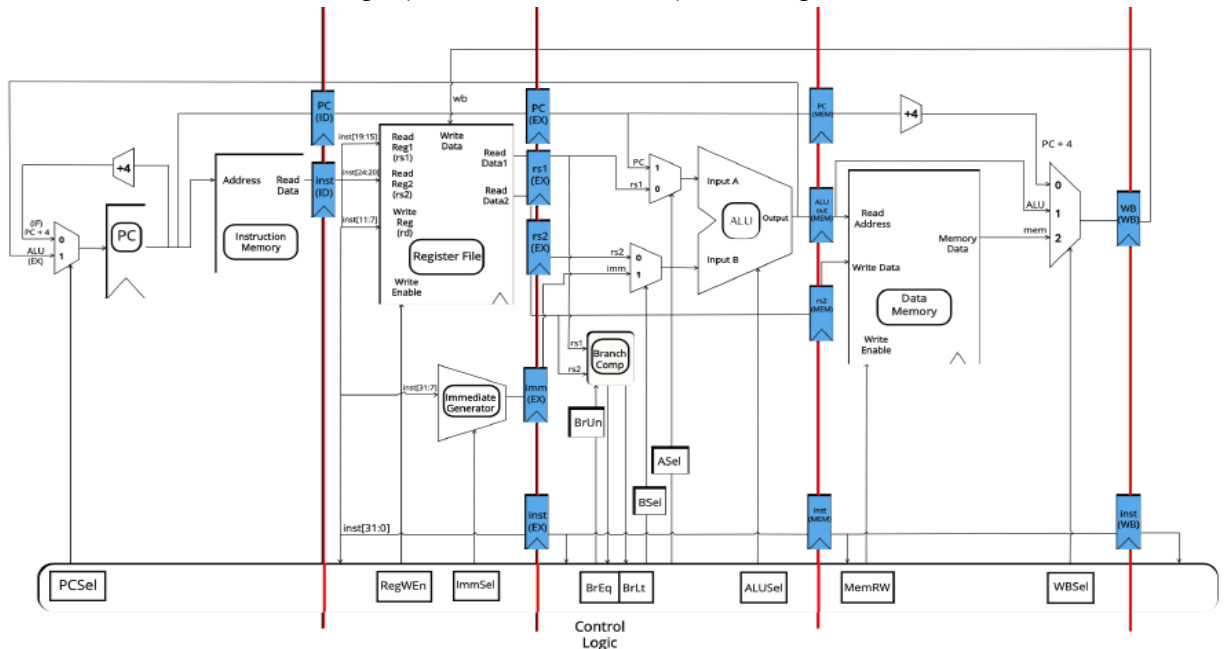 wb
PC
(ID)
PC
(EX)
PC
(MEM)
+4
inst[19:15]
Read
Reg1
(rs1)
Write
Data
Read
Data1
PC + 4
+4
Address
Read
Data
inst
(ID)
inst[24:20]
Read
Reg2
(rs2)
Read
Data2
rs1
(EX)
PC
1
rs1
0
Input A
ALU
Output
ALU
out
(MEM)
0
ALU
1
mem
2
WB
(WB)
inst[11:7]
Write
Reg
(rd)
(IF)
PC + 4
0
ALU
1
(EX)
PC
Instruction
Memory
Register File
rs2
(EX)
rs2
0
imm
1
Input B
Read
Address
Memory
Data
Write Data
Write
Enable
rs2
(MEM)
Data
Memory
Write
Enable
rs1
Branch
Comp
rs2
inst[31:7]
Immediate
Generator
imm
(EX)
BrUn
ASel
BSel
inst[31:0]
inst
(EX)
inst
(MEM)
inst
(WB)
PCSel
RegWEn
ImmSel
BrEq
BrLt
ALUSel
MemRW
WBSel
Control
Logic